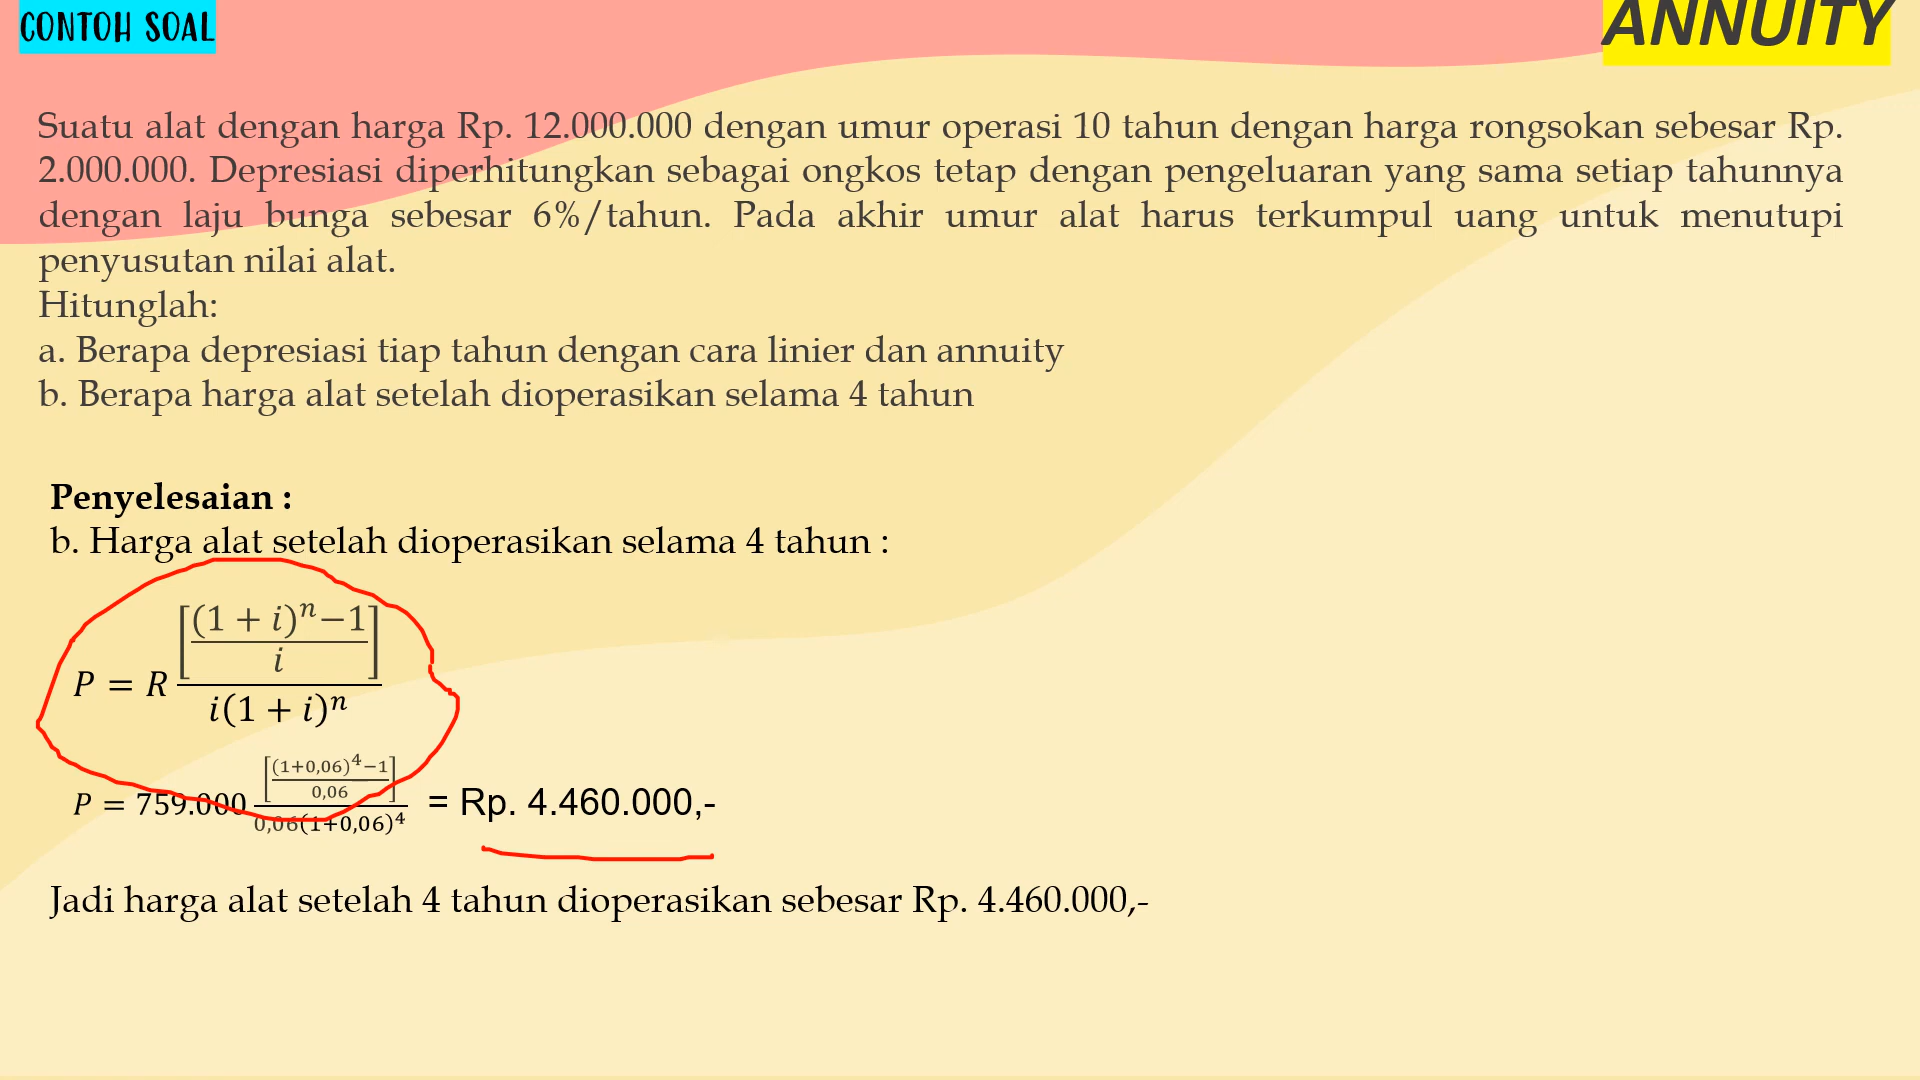 CONTOH SOAL
ANNUITY
Suatu alat dengan harga Rp. 12.000.000 dengan umur operasi 10 tahun dengan harga rongsokan sebesar Rp.
2.000.000. Depresiasi diperhitungkan sebagai ongkos tetap dengan pengeluaran yang sama setiap tahunnya
dengan laju bunga sebesar 6%/tahun. Pada akhir umur alat harus terkumpul uang untuk menutupi
penyusutan nilai alat.
Hitunglah:
a. Berapa depresiasi tiap tahun dengan cara linier dan annuity
b. Berapa harga alat setelah dioperasikan selama 4 tahun
Penyelesaian :
b. Harga alat setelah dioperasikan selama 4 tahun :
[(1 + i)^n−1]
i
P = R
i(1 + i)^n
[(1+0,06)^4−1]
0,06
P = 759.000 = Rp. 4.460.000,-
0,06(1+0,06)^4
Jadi harga alat setelah 4 tahun dioperasikan sebesar Rp. 4.460.000,-